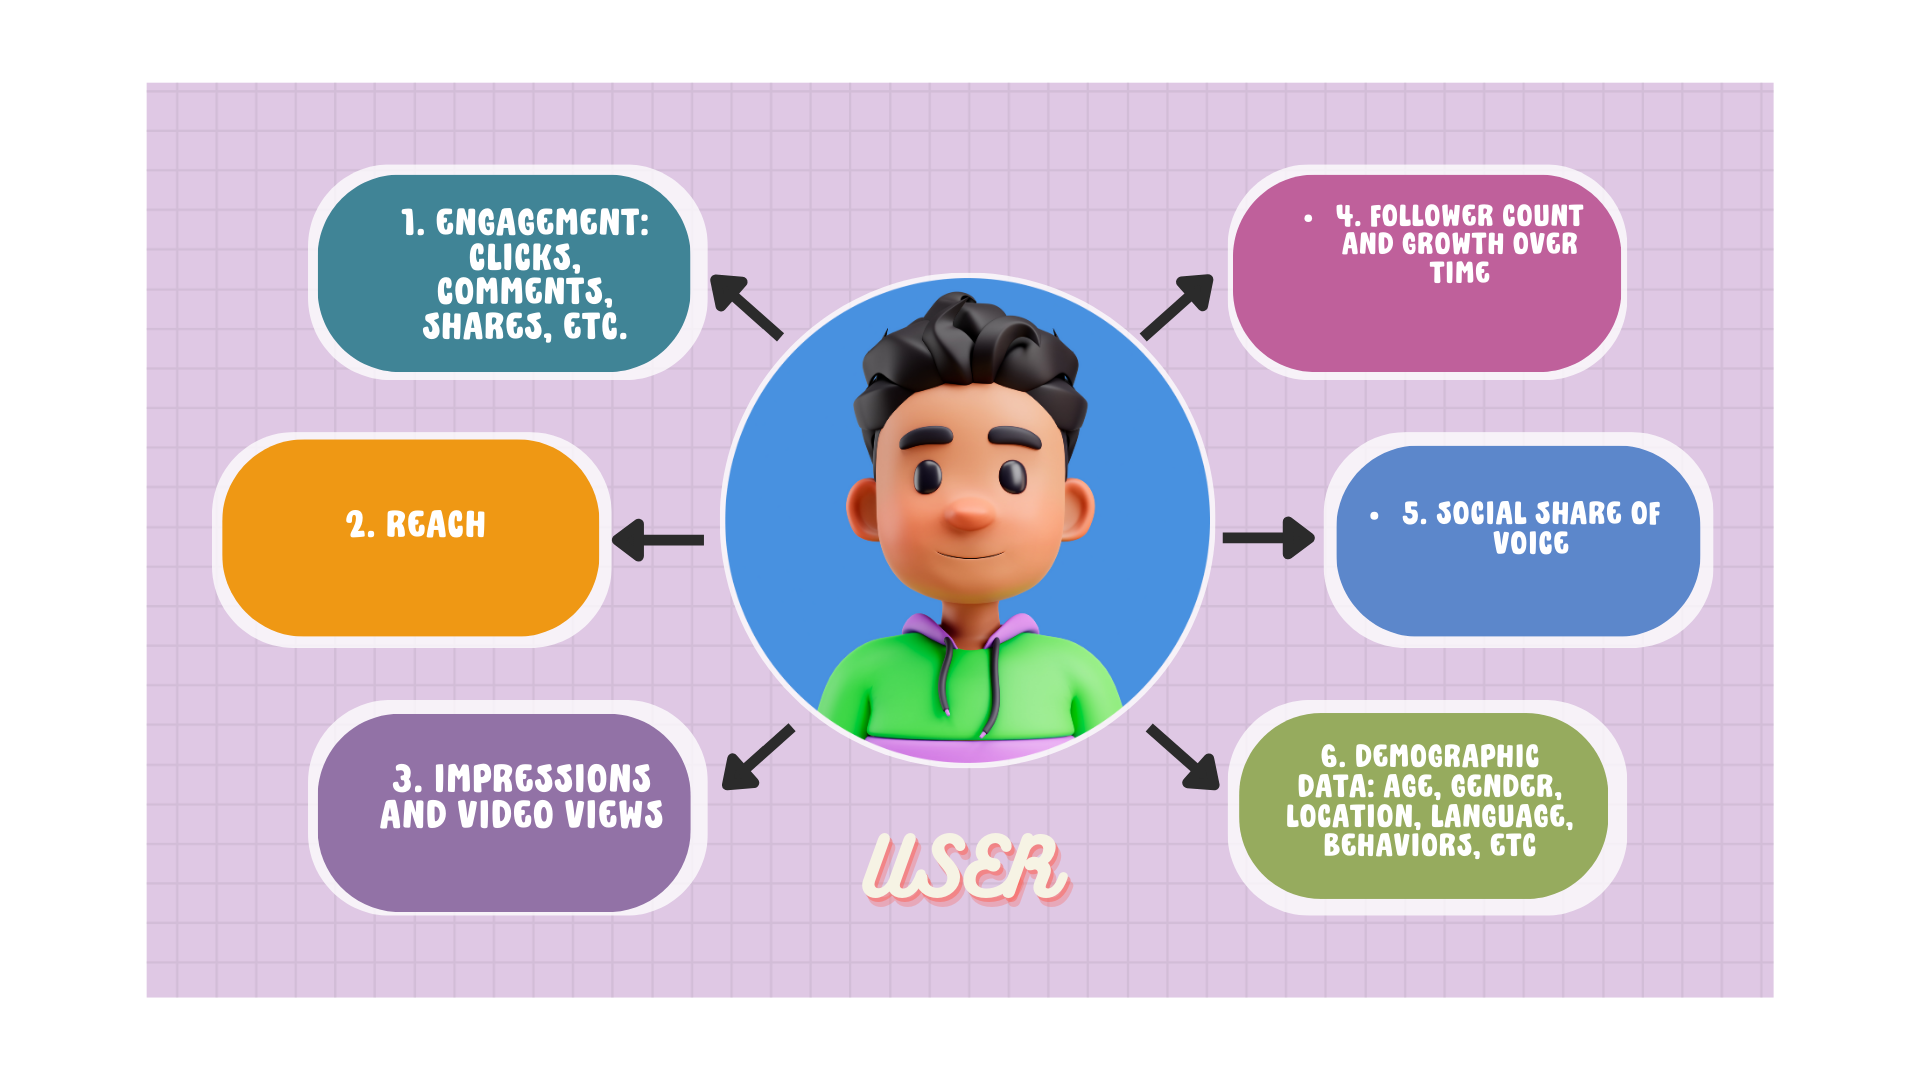 1. ENGAGEMENT:
CLICKS,
COMMENTS,
SHARES, ETC.
2. REACH
3. IMPRESSIONS
AND VIDEO VIEWS
• 4. FOLLOWER COUNT
AND GROWTH OVER
TIME
• 5. SOCIAL SHARE OF
VOICE
6. DEMOGRAPHIC
DATA: AGE, GENDER,
LOCATION, LANGUAGE,
BEHAVIORS, ETC
USER